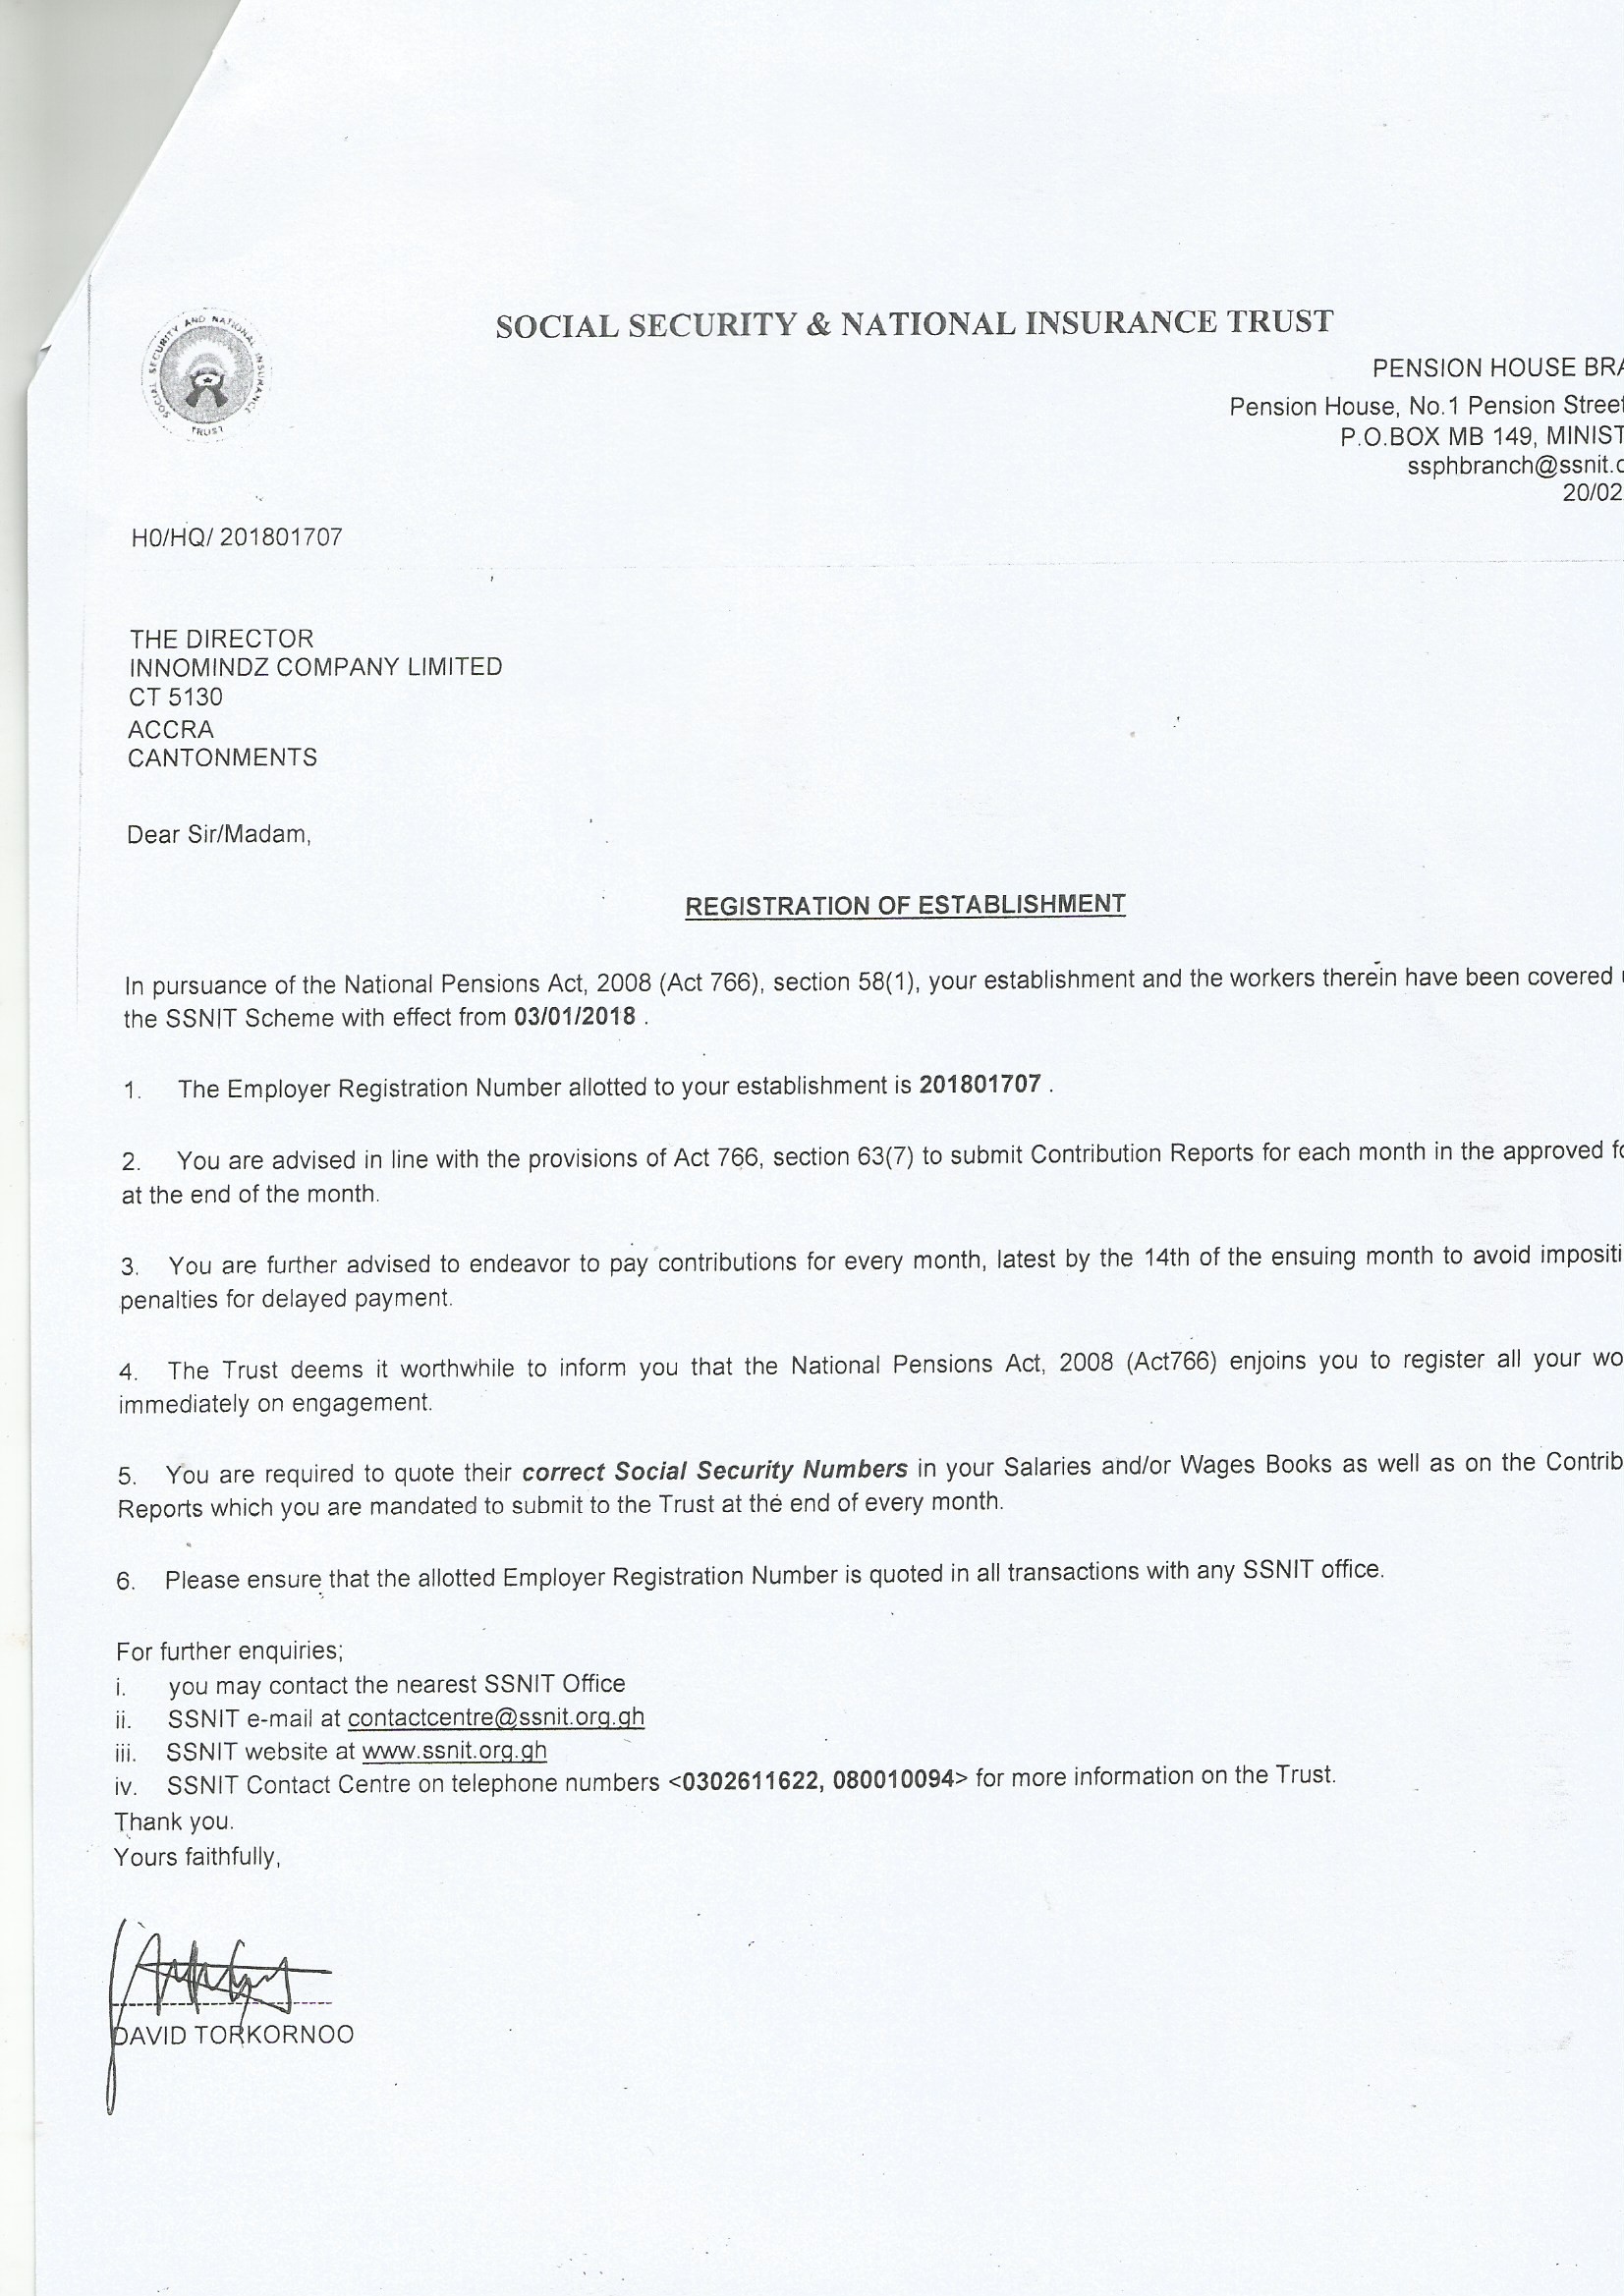 SOCIAL SECURITY AND NATIONAL INSURANCE TRUST
SOCIAL SECURITY & NATIONAL INSURANCE TRUST
PENSION HOUSE BRA
Pension House, No.1 Pension Street
P.O.BOX MB 149, MINIST
ssphbranch@ssnit.o
20/02
H0/HQ/ 201801707
THE DIRECTOR
INNOMINDZ COMPANY LIMITED
CT 5130
ACCRA
CANTONMENTS
Dear Sir/Madam,
REGISTRATION OF ESTABLISHMENT
In pursuance of the National Pensions Act, 2008 (Act 766), section 58(1), your establishment and the workers therein have been covered
the SSNIT Scheme with effect from 03/01/2018 .
1. The Employer Registration Number allotted to your establishment is 201801707 .
2. You are advised in line with the provisions of Act 766, section 63(7) to submit Contribution Reports for each month in the approved fo
at the end of the month.
3. You are further advised to endeavor to pay contributions for every month, latest by the 14th of the ensuing month to avoid impositi
penalties for delayed payment.
4. The Trust deems it worthwhile to inform you that the National Pensions Act, 2008 (Act766) enjoins you to register all your wo
immediately on engagement.
5. You are required to quote their correct Social Security Numbers in your Salaries and/or Wages Books as well as on the Contrib
Reports which you are mandated to submit to the Trust at the end of every month.
6. Please ensure that the allotted Employer Registration Number is quoted in all transactions with any SSNIT office.
For further enquiries;
i. you may contact the nearest SSNIT Office
ii. SSNIT e-mail at contactcentre@ssnit.org.gh
iii. SSNIT website at www.ssnit.org.gh
iv. SSNIT Contact Centre on telephone numbers <0302611622, 080010094> for more information on the Trust.
Thank you.
Yours faithfully,
DAVID TORKORNOO